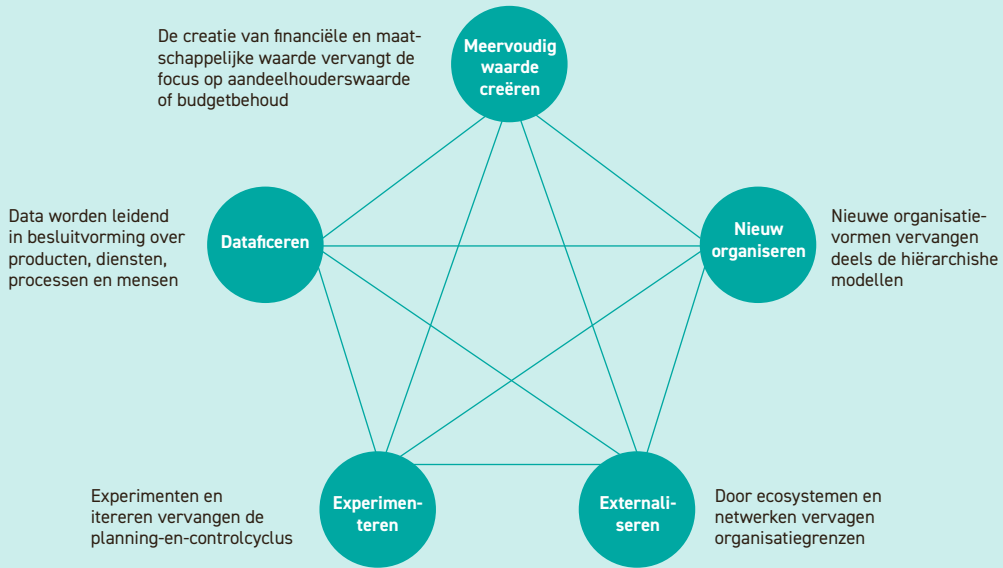 De creatie van financiële en maat-
schappelijke waarde vervangt de
focus op aandeelhouderswaarde
of budgetbehoud
Meervoudig
waarde
creëren
Data worden leidend
in besluitvorming over
producten, diensten,
processen en mensen
Dataficeren
Nieuw
organiseren
Nieuwe organisatie-
vormen vervangen
deels de hiërarchishe
modellen
Experimenten en
itereren vervangen de
planning-en-controlcyclus
Experimen-
teren
Externali-
seren
Door ecosystemen en
netwerken vervagen
organisatiegrenzen